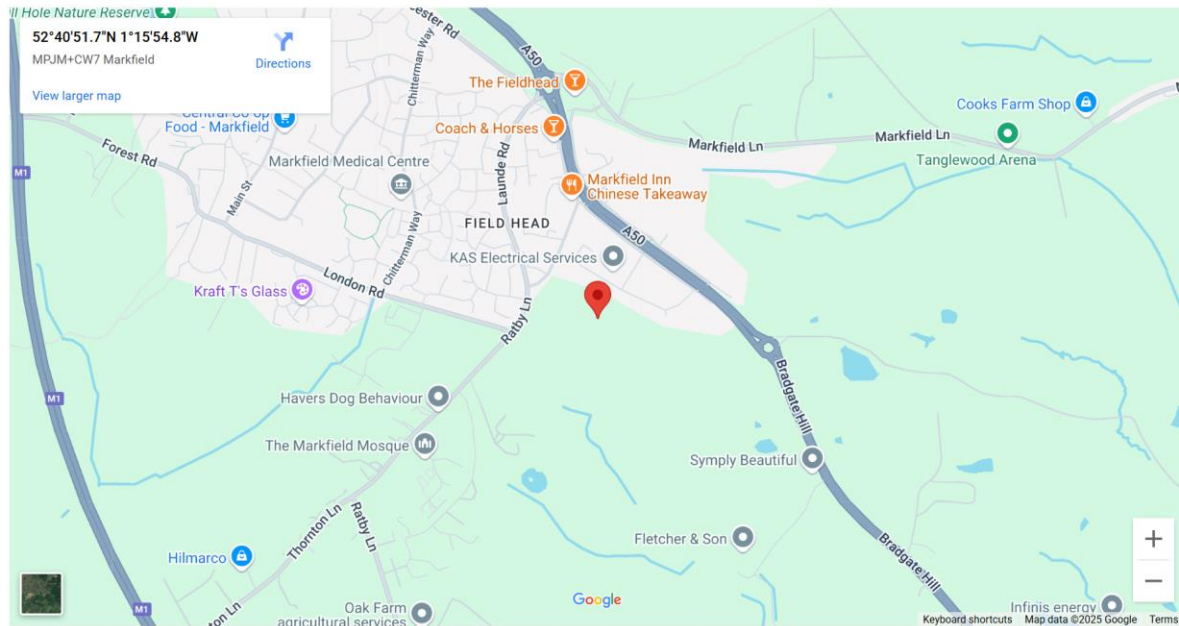 ll Hole Nature Reserve
52°40'51.7"N 1°15'54.8"W
MPJM+CW7 Markfield
View larger map
Directions
cester Rd
A50
Chitterman Way
The Fieldhead
Cooks Farm Shop
Central Co-op
Food - Markfield
Coach & Horses
Markfield Ln
Markfield Ln
Tanglewood Arena
Forest Rd
Markfield Medical Centre
Launde Rd
M1
Main St
Markfield Inn
Chinese Takeaway
FIELD HEAD
A50
Chitterman Way
KAS Electrical Services
London Rd
Kraft T's Glass
Ratby Ln
Bradgate Hill
M1
Havers Dog Behaviour
The Markfield Mosque
Symply Beautiful
Thornton Ln
Ratby Ln
Fletcher & Son
Hilmarco
Bradgate Hill
+
−
M1
Thornton Ln
Oak Farm
agricultural services
Google
Infinis energy
Keyboard shortcuts
Map data ©2025 Google
Terms